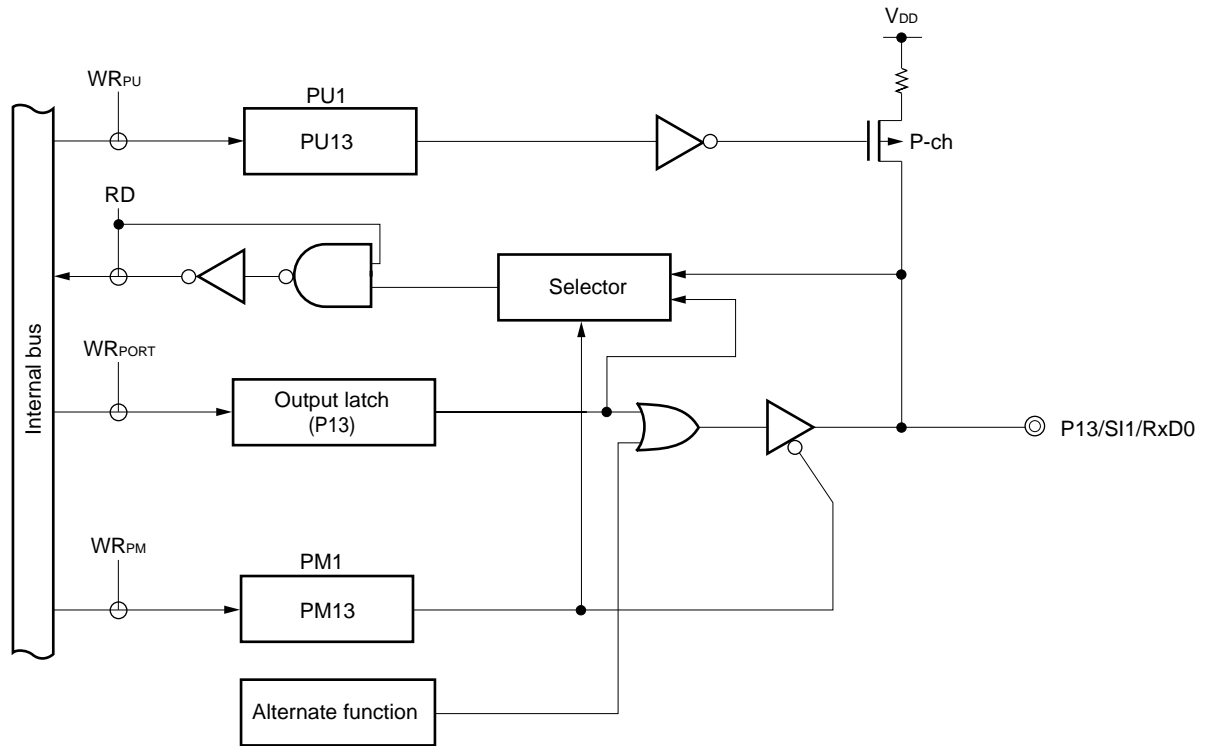 VDD
WRPU
PU1
PU13
P-ch
RD
Selector
Internal bus
WRPORT
Output latch
(P13)
P13/SI1/RxD0
WRPM
PM1
PM13
Alternate function